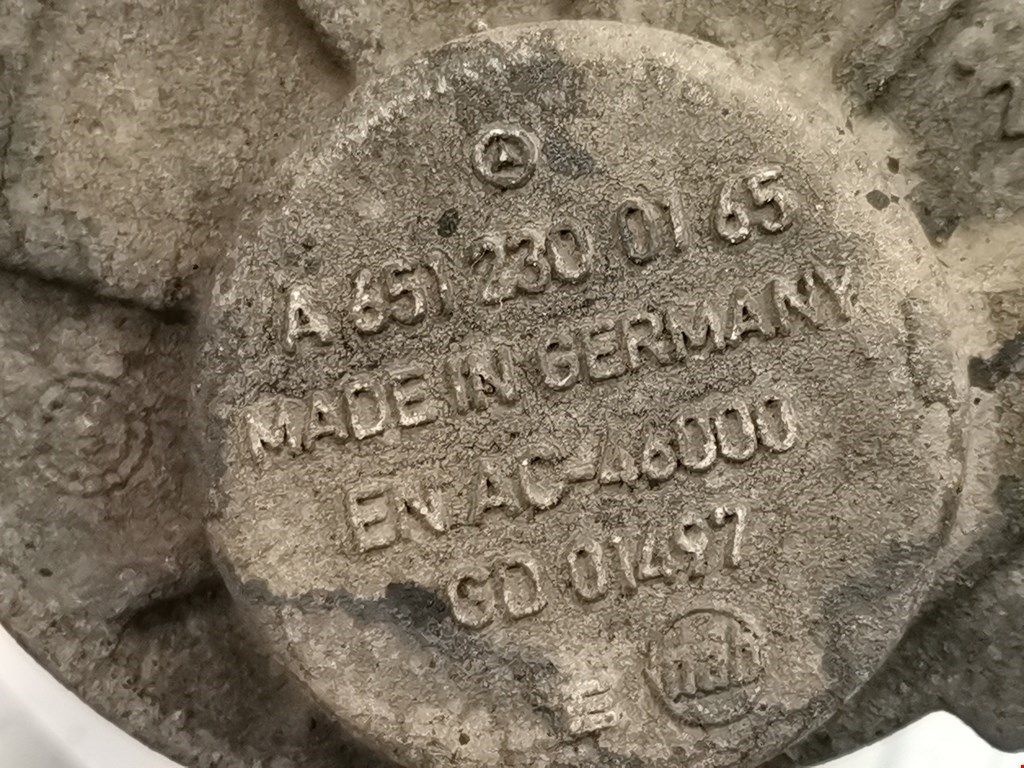 A 651 230 01 65
MADE IN GERMANY
EN AC-46000
GD 01497